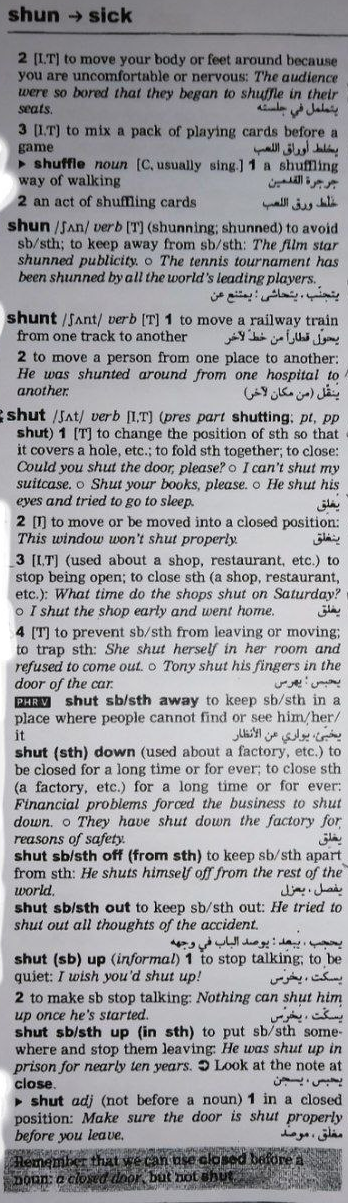 shun → sick
2 [I,T] to move your body or feet around because
you are uncomfortable or nervous: The audience
were so bored that they began to shuffle in their
seats. يتململ في جلسته
3 [I,T] to mix a pack of playing cards before a
game يخلط أوراق اللعب
▸ shuffle noun [C, usually sing.] 1 a shuffling
way of walking جرجرة القدمين
2 an act of shuffling cards خلط ورق اللعب
shun /ʃʌn/ verb [T] (shunning; shunned) to avoid
sb/sth; to keep away from sb/sth: The film star
shunned publicity. ○ The tennis tournament has
been shunned by all the world's leading players.
يتجنب، يتحاشى؛ يمتنع عن
shunt /ʃʌnt/ verb [T] 1 to move a railway train
from one track to another يحول قطاراً من خط لآخر
2 to move a person from one place to another:
He was shunted around from one hospital to
another. ينقل (من مكان لآخر)
shut /ʃʌt/ verb [I,T] (pres part shutting; pt, pp
shut) 1 [T] to change the position of sth so that
it covers a hole, etc.; to fold sth together; to close:
Could you shut the door, please? ○ I can't shut my
suitcase. ○ Shut your books, please. ○ He shut his
eyes and tried to go to sleep. يغلق
2 [I] to move or be moved into a closed position:
This window won't shut properly. ينغلق
3 [I,T] (used about a shop, restaurant, etc.) to
stop being open; to close sth (a shop, restaurant,
etc.): What time do the shops shut on Saturday?
○ I shut the shop early and went home. يغلق
4 [T] to prevent sb/sth from leaving or moving;
to trap sth: She shut herself in her room and
refused to come out. ○ Tony shut his fingers in the
door of the car. يحبس؛ يهرس
PHR V shut sb/sth away to keep sb/sth in a
place where people cannot find or see him/her/
it يخبئ، يواري عن الأنظار
shut (sth) down (used about a factory, etc.) to
be closed for a long time or for ever; to close sth
(a factory, etc.) for a long time or for ever:
Financial problems forced the business to shut
down. ○ They have shut down the factory for
reasons of safety. يغلق
shut sb/sth off (from sth) to keep sb/sth apart
from sth: He shuts himself off from the rest of the
world. يفصل، يعزل
shut sb/sth out to keep sb/sth out: He tried to
shut out all thoughts of the accident.
يحجب، يبعد؛ يوصد الباب في وجهه
shut (sb) up (informal) 1 to stop talking; to be
quiet: I wish you'd shut up! يسكت، يخرس
2 to make sb stop talking: Nothing can shut him
up once he's started. يسكّت، يخرّس
shut sb/sth up (in sth) to put sb/sth some-
where and stop them leaving: He was shut up in
prison for nearly ten years. ➲ Look at the note at
close. يحبس، يسجن
▸ shut adj (not before a noun) 1 in a closed
position: Make sure the door is shut properly
before you leave. مغلق، موصد
Remember that we can use closed before a
noun: a closed door, but not shut.